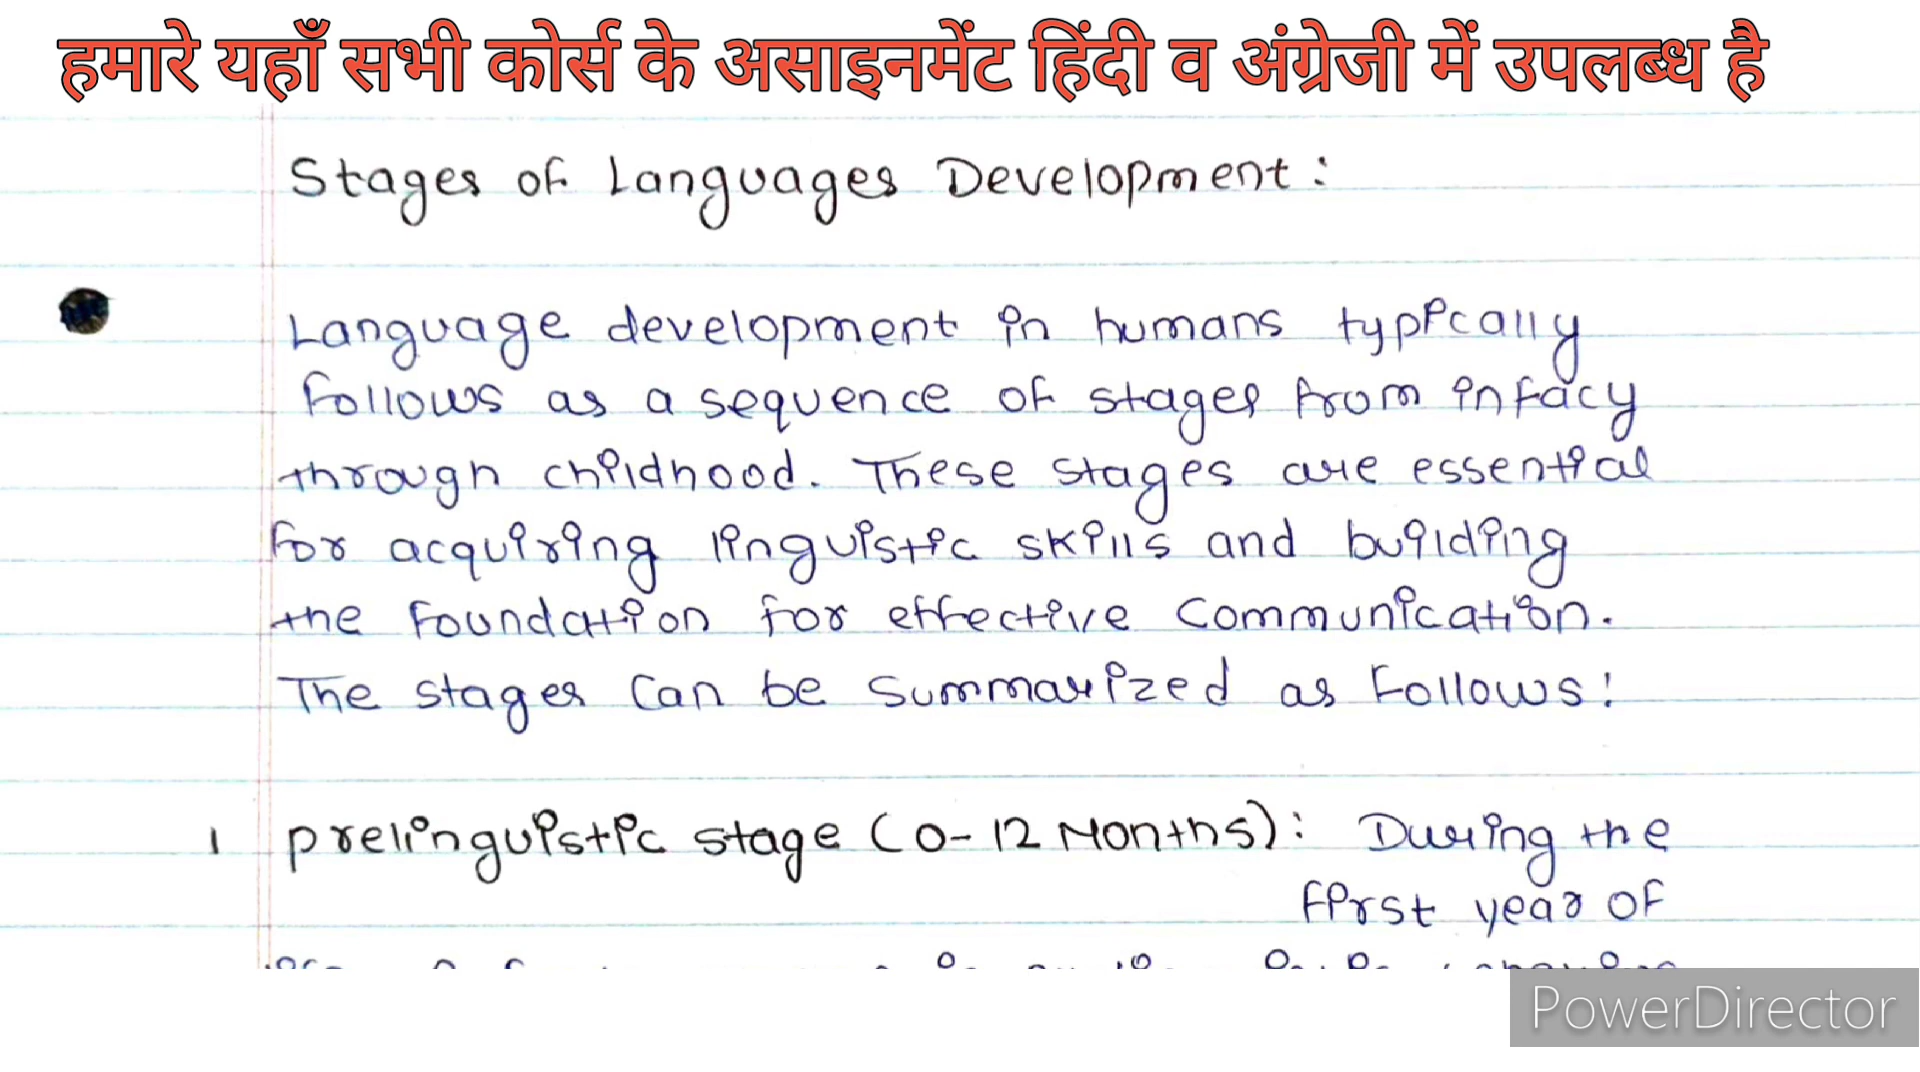 हमारे यहाँ सभी कोर्स के असाइनमेंट हिंदी व अंग्रेजी में उपलब्ध है
Stages of Languages Development:
Language development in humans typically
follows as a sequence of stages from infacy
through childhood. These stages are essential
for acquiring linguistic skills and building
the foundation for effective communication.
The stages can be summarized as follows:
1 prelinguistic stage (0-12 Months): During the
first year of
PowerDirector